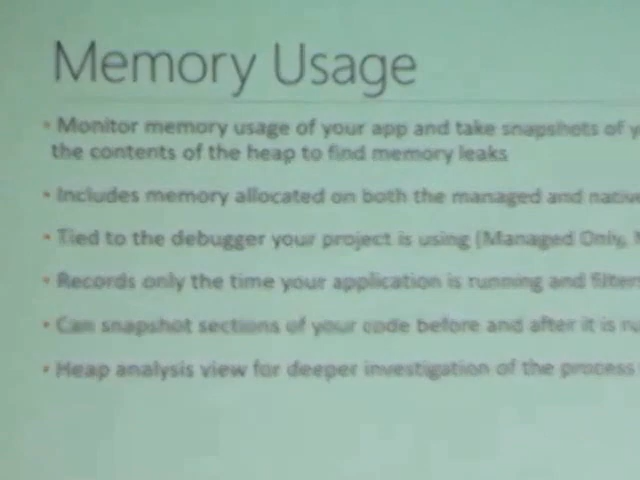 Memory Usage
• Monitor memory usage of your app and take snapshots of
the contents of the heap to find memory leaks
• Includes memory allocated on both the managed and
• Tied to the debugger your project is using (Managed Only,
• Records only the time your application is running and
• Can snapshot sections of your code before and after it is
• Heap analysis view for deeper investigation of the process